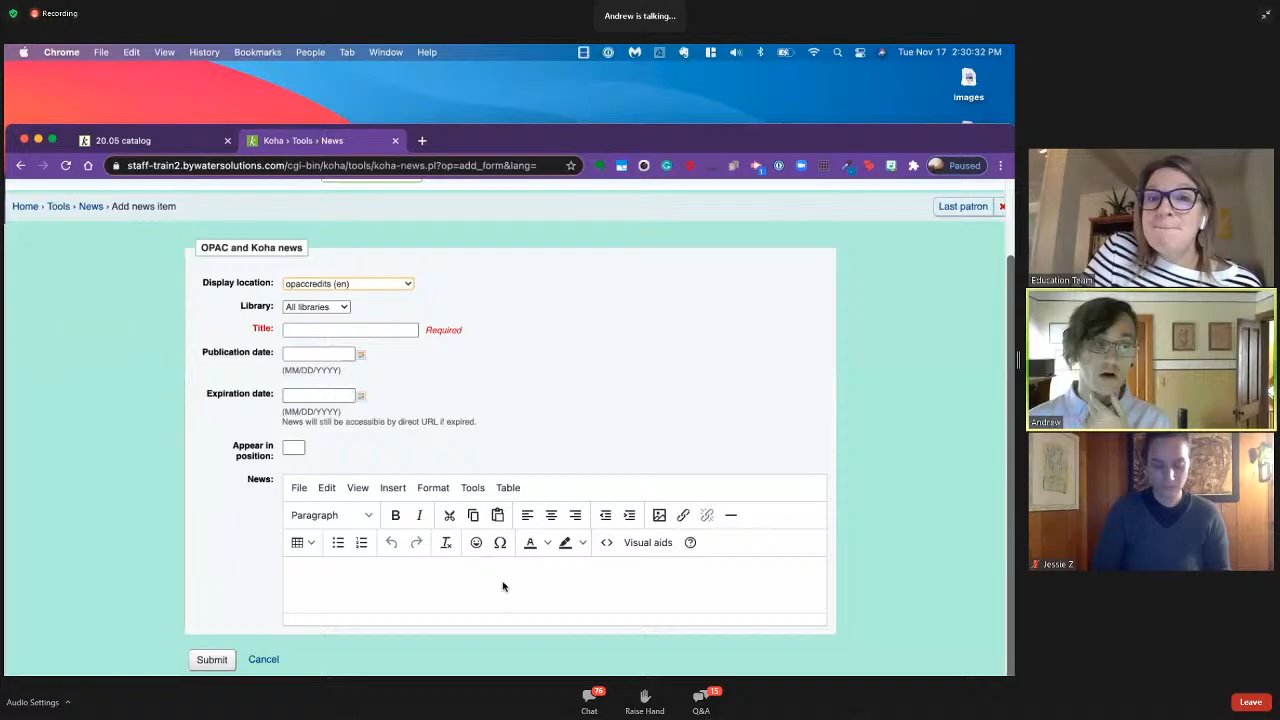 Recording
Andrew is talking...
Chrome File Edit View History Bookmarks People Tab Window Help
Tue Nov 17 2:30:32 PM
images
20.05 catalog
Koha › Tools › News
staff-train2.bywatersolutions.com/cgi-bin/koha/tools/koha-news.pl?op=add_form&lang=
Paused
Home › Tools › News › Add news item
Last patron
OPAC and Koha news
Display location: opaccredits (en)
Library: All libraries
Title: Required
Publication date:
(MM/DD/YYYY)
Expiration date:
(MM/DD/YYYY)
News will still be accessible by direct URL if expired.
Appear in
position:
News:
File Edit View Insert Format Tools Table
Paragraph B I
A Visual aids
Submit Cancel
Education Team
Andrew
Jessie Z
Audio Settings
76
Chat
Raise Hand
15
Q&A
Leave